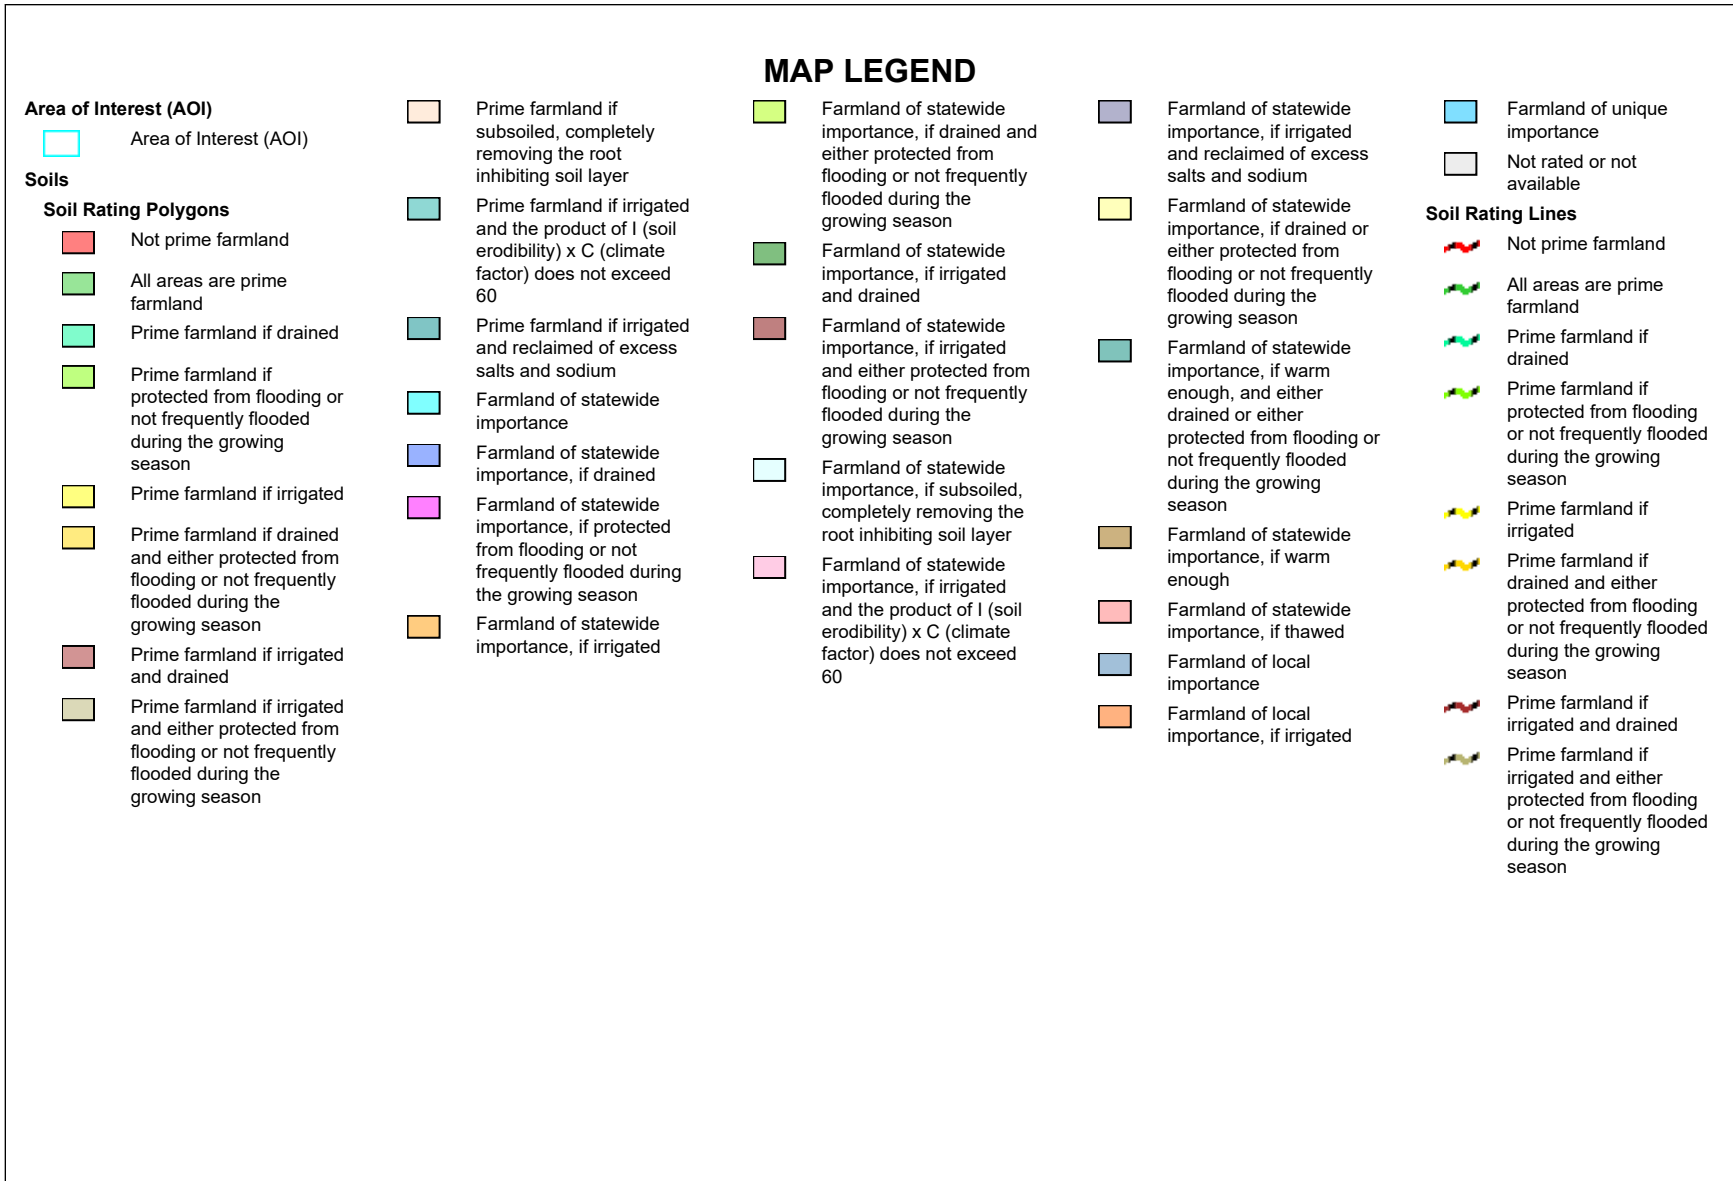 MAP LEGEND
Area of Interest (AOI)
Area of Interest (AOI)
Soils
Soil Rating Polygons
Not prime farmland
All areas are prime
farmland
Prime farmland if drained
Prime farmland if
protected from flooding or
not frequently flooded
during the growing
season
Prime farmland if irrigated
Prime farmland if drained
and either protected from
flooding or not frequently
flooded during the
growing season
Prime farmland if irrigated
and drained
Prime farmland if irrigated
and either protected from
flooding or not frequently
flooded during the
growing season
Prime farmland if
subsoiled, completely
removing the root
inhibiting soil layer
Prime farmland if irrigated
and the product of I (soil
erodibility) x C (climate
factor) does not exceed
60
Prime farmland if irrigated
and reclaimed of excess
salts and sodium
Farmland of statewide
importance
Farmland of statewide
importance, if drained
Farmland of statewide
importance, if protected
from flooding or not
frequently flooded during
the growing season
Farmland of statewide
importance, if irrigated
Farmland of statewide
importance, if drained and
either protected from
flooding or not frequently
flooded during the
growing season
Farmland of statewide
importance, if irrigated
and drained
Farmland of statewide
importance, if irrigated
and either protected from
flooding or not frequently
flooded during the
growing season
Farmland of statewide
importance, if subsoiled,
completely removing the
root inhibiting soil layer
Farmland of statewide
importance, if irrigated
and the product of I (soil
erodibility) x C (climate
factor) does not exceed
60
Farmland of statewide
importance, if irrigated
and reclaimed of excess
salts and sodium
Farmland of statewide
importance, if drained or
either protected from
flooding or not frequently
flooded during the
growing season
Farmland of statewide
importance, if warm
enough, and either
drained or either
protected from flooding or
not frequently flooded
during the growing
season
Farmland of statewide
importance, if warm
enough
Farmland of statewide
importance, if thawed
Farmland of local
importance
Farmland of local
importance, if irrigated
Farmland of unique
importance
Not rated or not
available
Soil Rating Lines
Not prime farmland
All areas are prime
farmland
Prime farmland if
drained
Prime farmland if
protected from flooding
or not frequently flooded
during the growing
season
Prime farmland if
irrigated
Prime farmland if
drained and either
protected from flooding
or not frequently flooded
during the growing
season
Prime farmland if
irrigated and drained
Prime farmland if
irrigated and either
protected from flooding
or not frequently flooded
during the growing
season